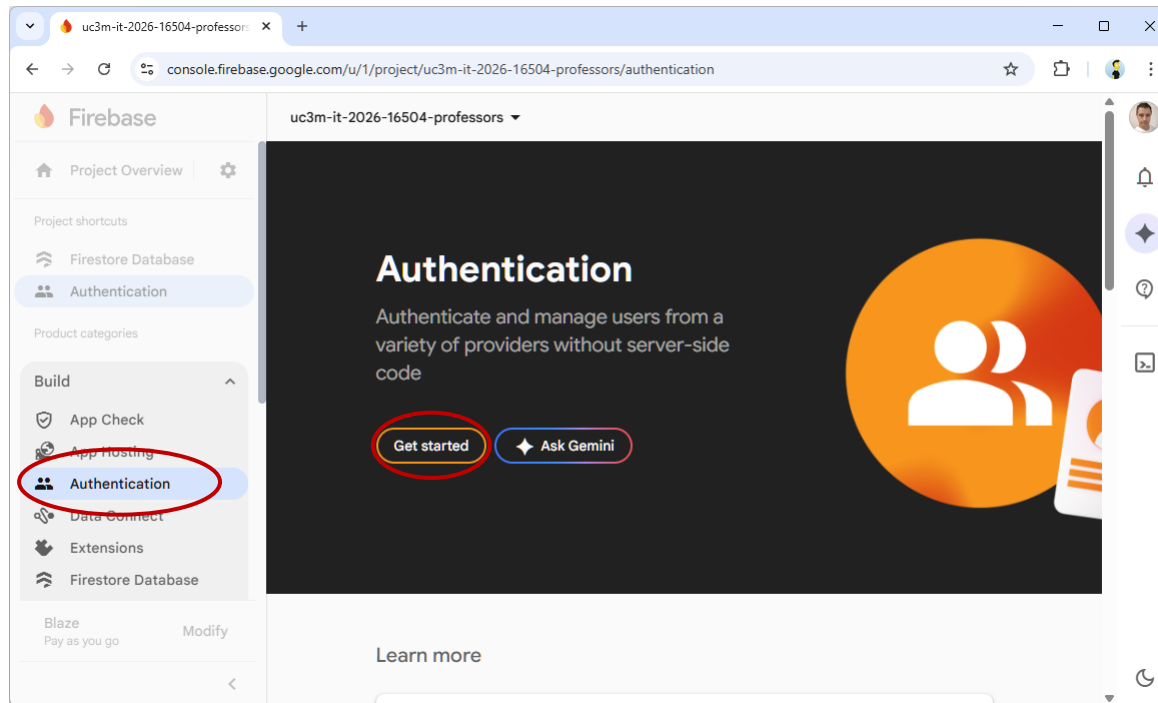 uc3m-it-2026-16504-professors
console.firebase.google.com/u/1/project/uc3m-it-2026-16504-professors/authentication
Firebase
uc3m-it-2026-16504-professors
Project Overview
Project shortcuts
Firestore Database
Authentication
Product categories
Build
App Check
App Hosting
Authentication
Data Connect
Extensions
Firestore Database
Blaze
Pay as you go
Modify
Authentication
Authenticate and manage users from a
variety of providers without server-side
code
Get started
Ask Gemini
Learn more